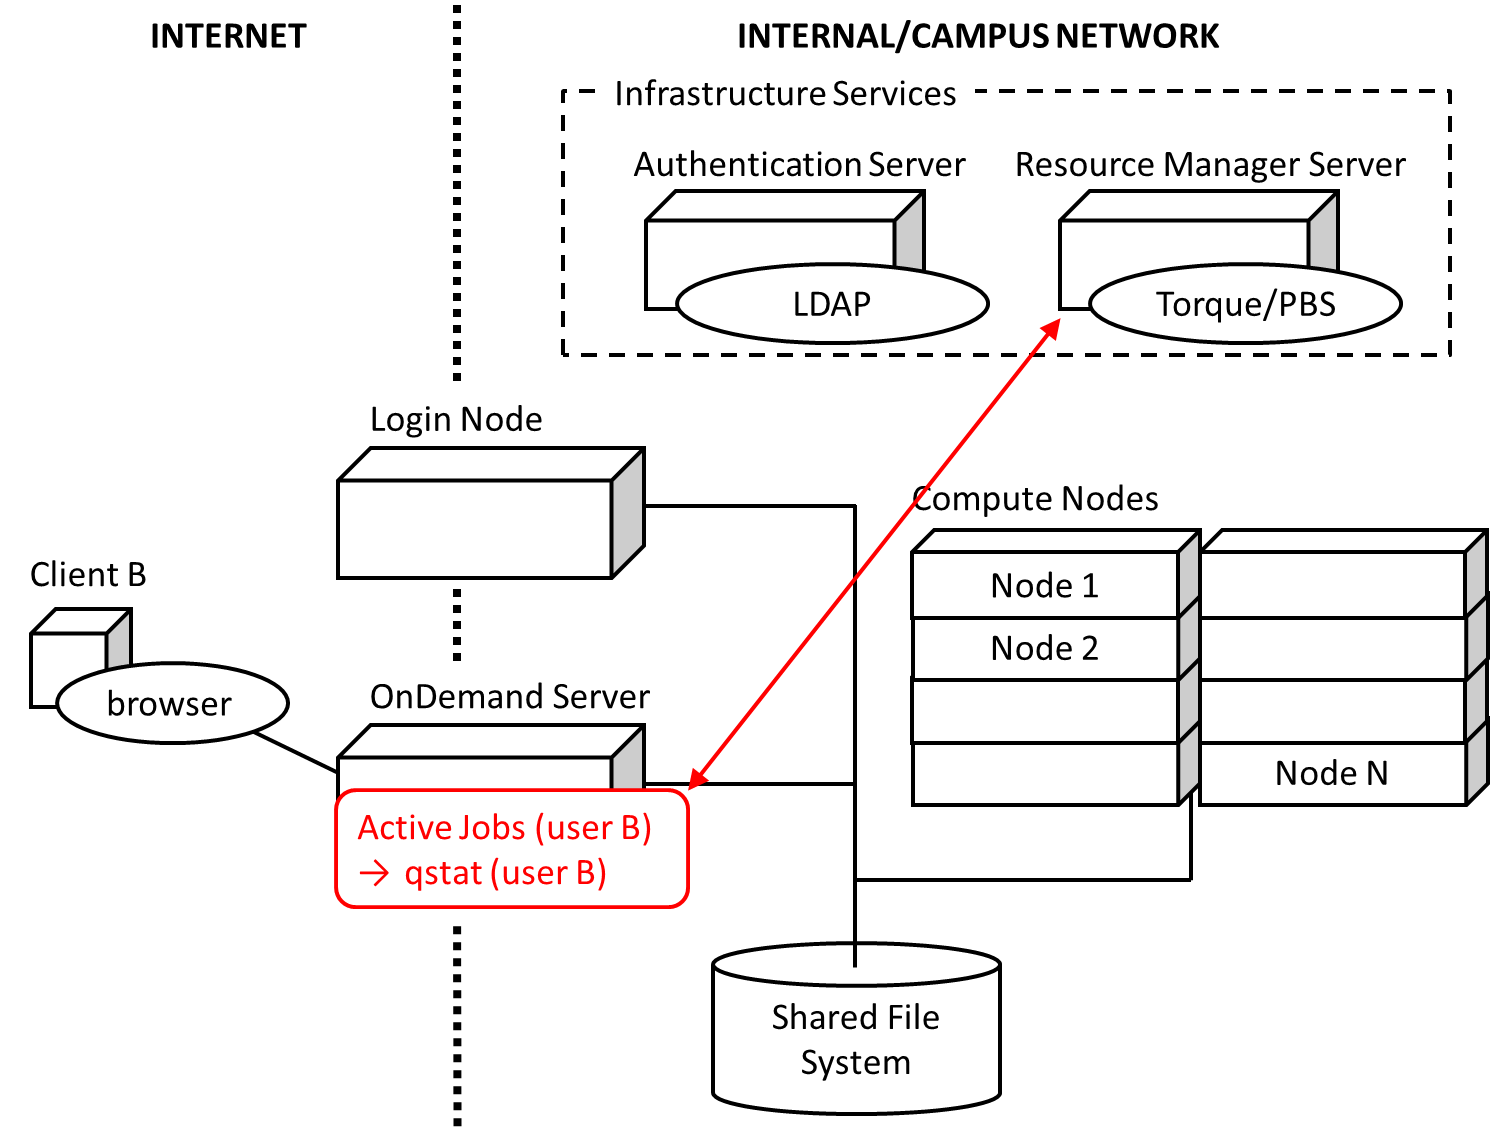 INTERNET
INTERNAL/CAMPUS NETWORK
Infrastructure Services
Authentication Server
Resource Manager Server
LDAP
Torque/PBS
Login Node
Compute Nodes
Node 1
Client B
Node 2
browser
OnDemand Server
Node N
Active Jobs (user B)
→ qstat (user B)
Shared File
System